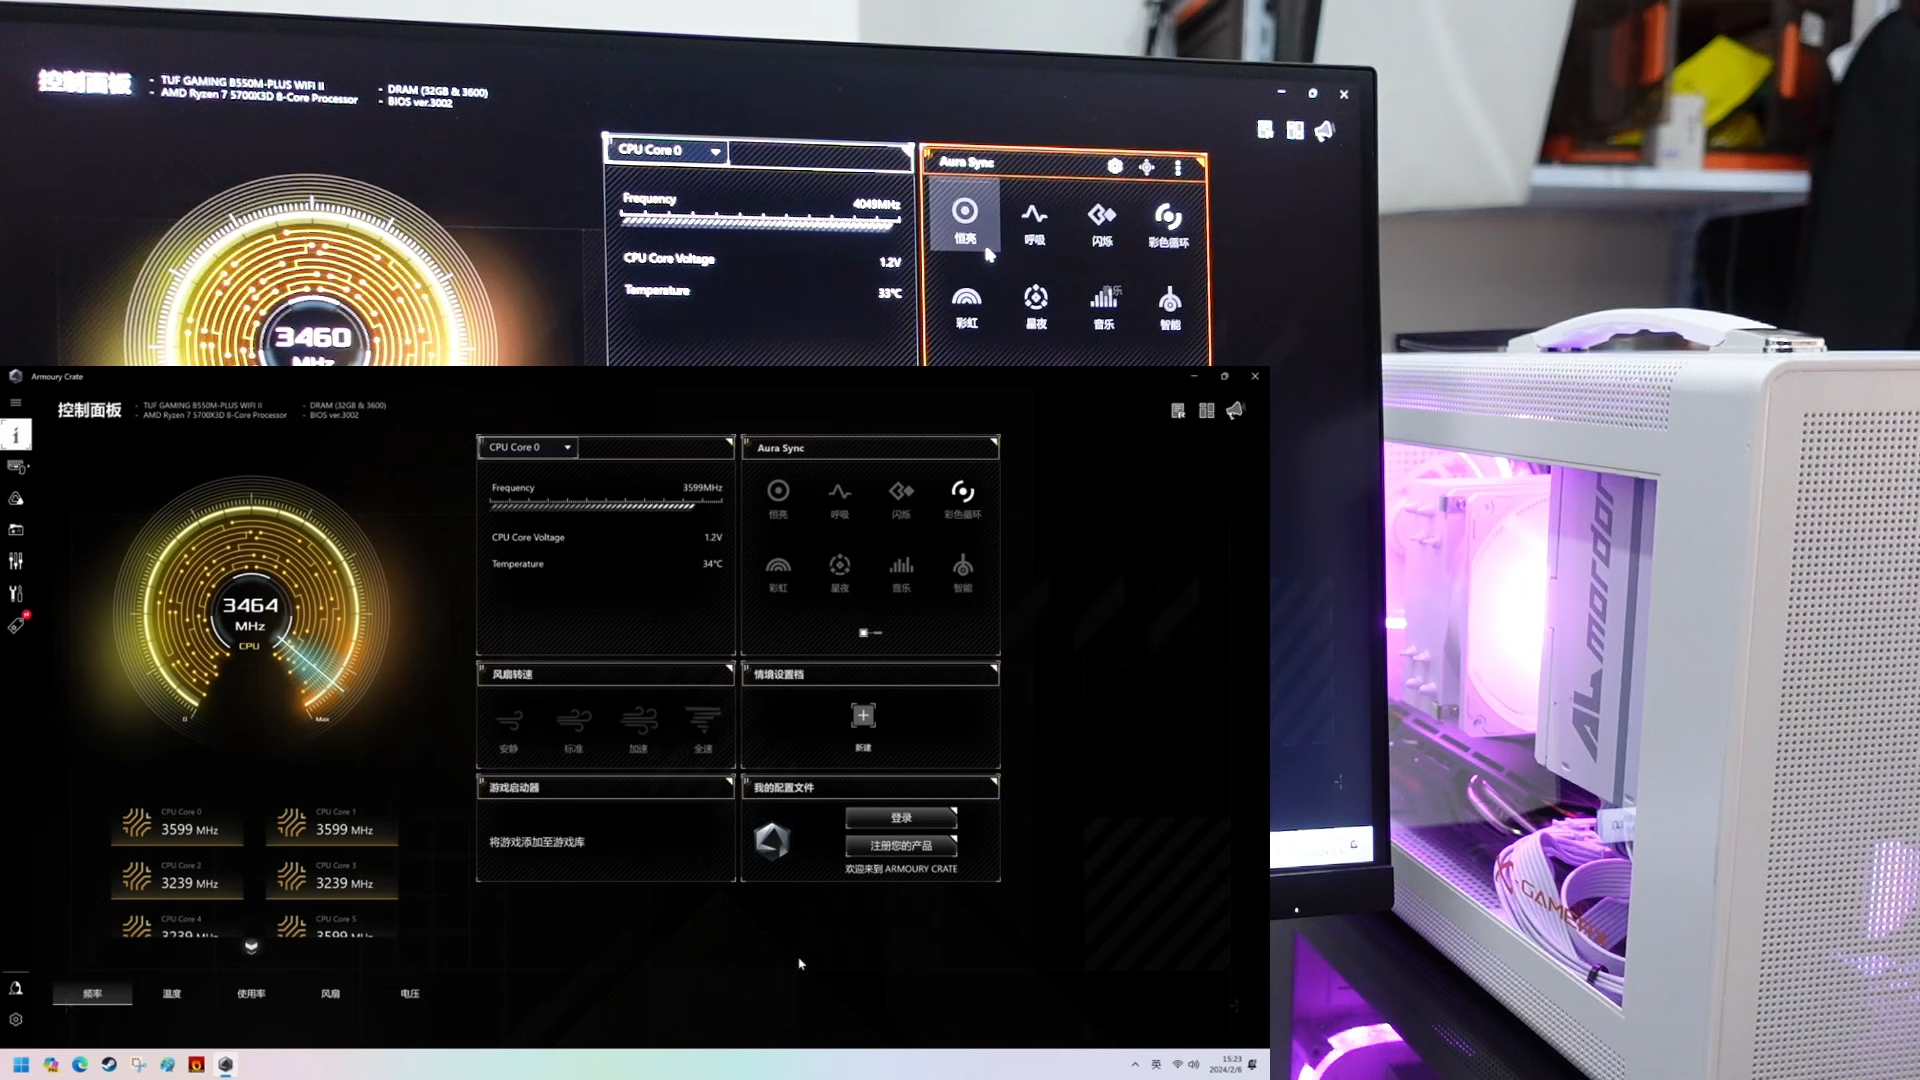 控制面板
- TUF GAMING B550M-PLUS WIFI II
- AMD Ryzen 7 5700X3D 8-Core Processor
- DRAM (32GB & 3600)
- BIOS ver.3002
CPU Core 0
Frequency 4049MHz
CPU Core Voltage 1.2V
Temperature 33°C
Aura Sync
恒亮 呼吸 闪烁 彩色循环
音乐
彩虹 星夜 音乐 智能
3460
MHz
Armoury Crate
控制面板
- TUF GAMING B550M-PLUS WIFI II
- AMD Ryzen 7 5700X3D 8-Core Processor
- DRAM (32GB & 3600)
- BIOS ver.3002
3464
MHz
CPU
0 Max
CPU Core 0
Frequency 3599MHz
CPU Core Voltage 1.2V
Temperature 34°C
Aura Sync
恒亮 呼吸 闪烁 彩色循环
彩虹 星夜 音乐 智能
风扇转速
安静 标准 加速 全速
情境设置档
新建
游戏启动器
将游戏添加至游戏库
我的配置文件
登录
注册您的产品
欢迎来到 ARMOURY CRATE
CPU Core 0
3599 MHz
CPU Core 1
3599 MHz
CPU Core 2
3239 MHz
CPU Core 3
3239 MHz
CPU Core 4
3239 MHz
CPU Core 5
3599 MHz
频率 温度 使用率 风扇 电压
英
15:23
2024/2/6
ALmordor
GAMER